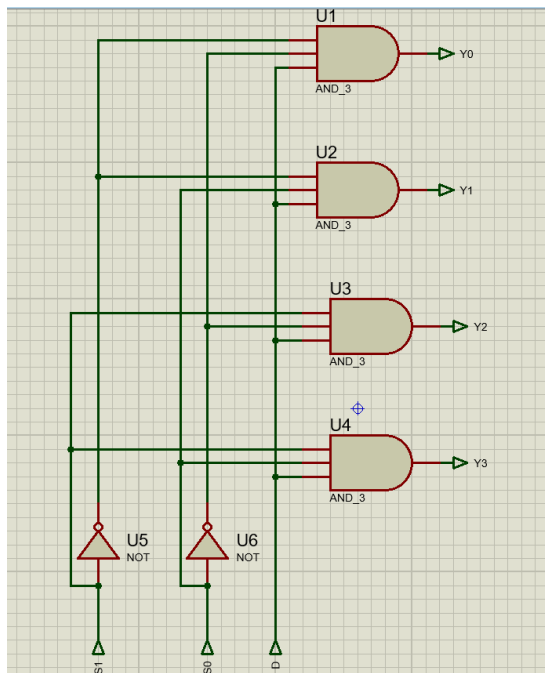 U1
Y0
AND_3
U2
Y1
AND_3
U3
Y2
AND_3
U4
Y3
AND_3
U5
NOT
U6
NOT
S1
S0
D